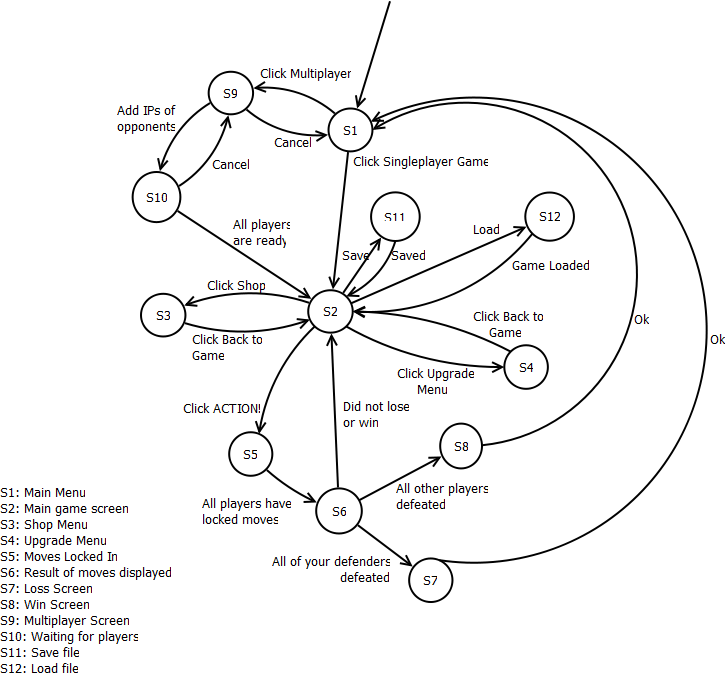 Click Multiplayer
S9
Add IPs of
opponents
S1
Cancel
Click Singleplayer Game
Cancel
S10
All players
are ready
S11
S12
Load
Save
Saved
Game Loaded
Click Shop
S3
S2
Click Back to
Game
Click Back to
Game
Ok
Ok
S4
Click Upgrade
Menu
Click ACTION!
Did not lose
or win
S5
S8
All players have
locked moves
All other players
defeated
S6
All of your defenders
defeated
S7
S1: Main Menu
S2: Main game screen
S3: Shop Menu
S4: Upgrade Menu
S5: Moves Locked In
S6: Result of moves displayed
S7: Loss Screen
S8: Win Screen
S9: Multiplayer Screen
S10: Waiting for players
S11: Save file
S12: Load file